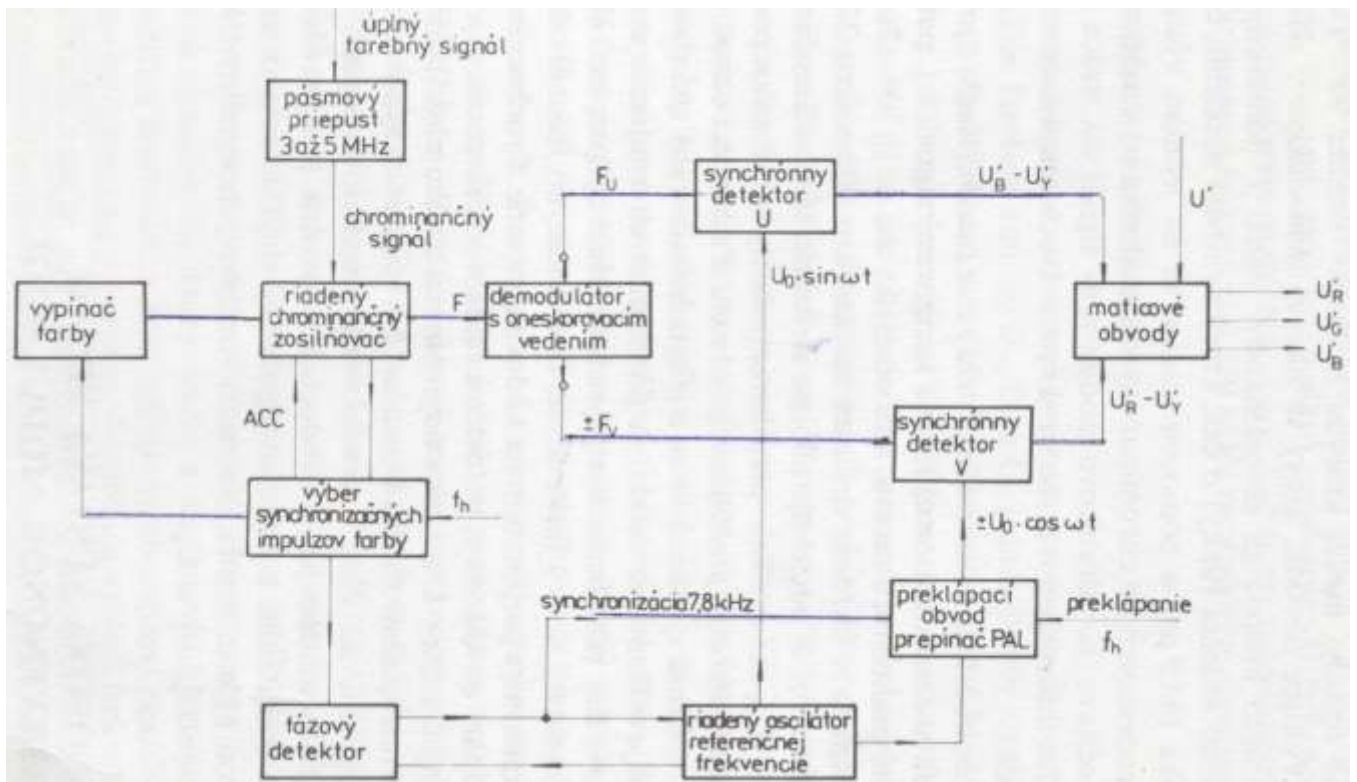 úplný
farebný signál
pásmový
priepust
3 až 5 MHz
chrominančný
signál
F_U
synchrónny
detektor
U
U'_B - U'_Y
U'
U_0 · sin ω t
vypínač
farby
riadený
chrominančný
zosilňovač
F
demodulátor
s oneskorovacím
vedením
maticové
obvody
U'_R
U'_G
U'_B
ACC
± F_V
synchrónny
detektor
V
U'_R - U'_Y
výber
synchronizačných
impulzov farby
f_h
± U_0 · cos ω t
synchronizácia 7,8 kHz
preklápací
obvod
prepínač PAL
preklápanie
f_h
fázový
detektor
riadený oscilátor
referenčnej
frekvencie